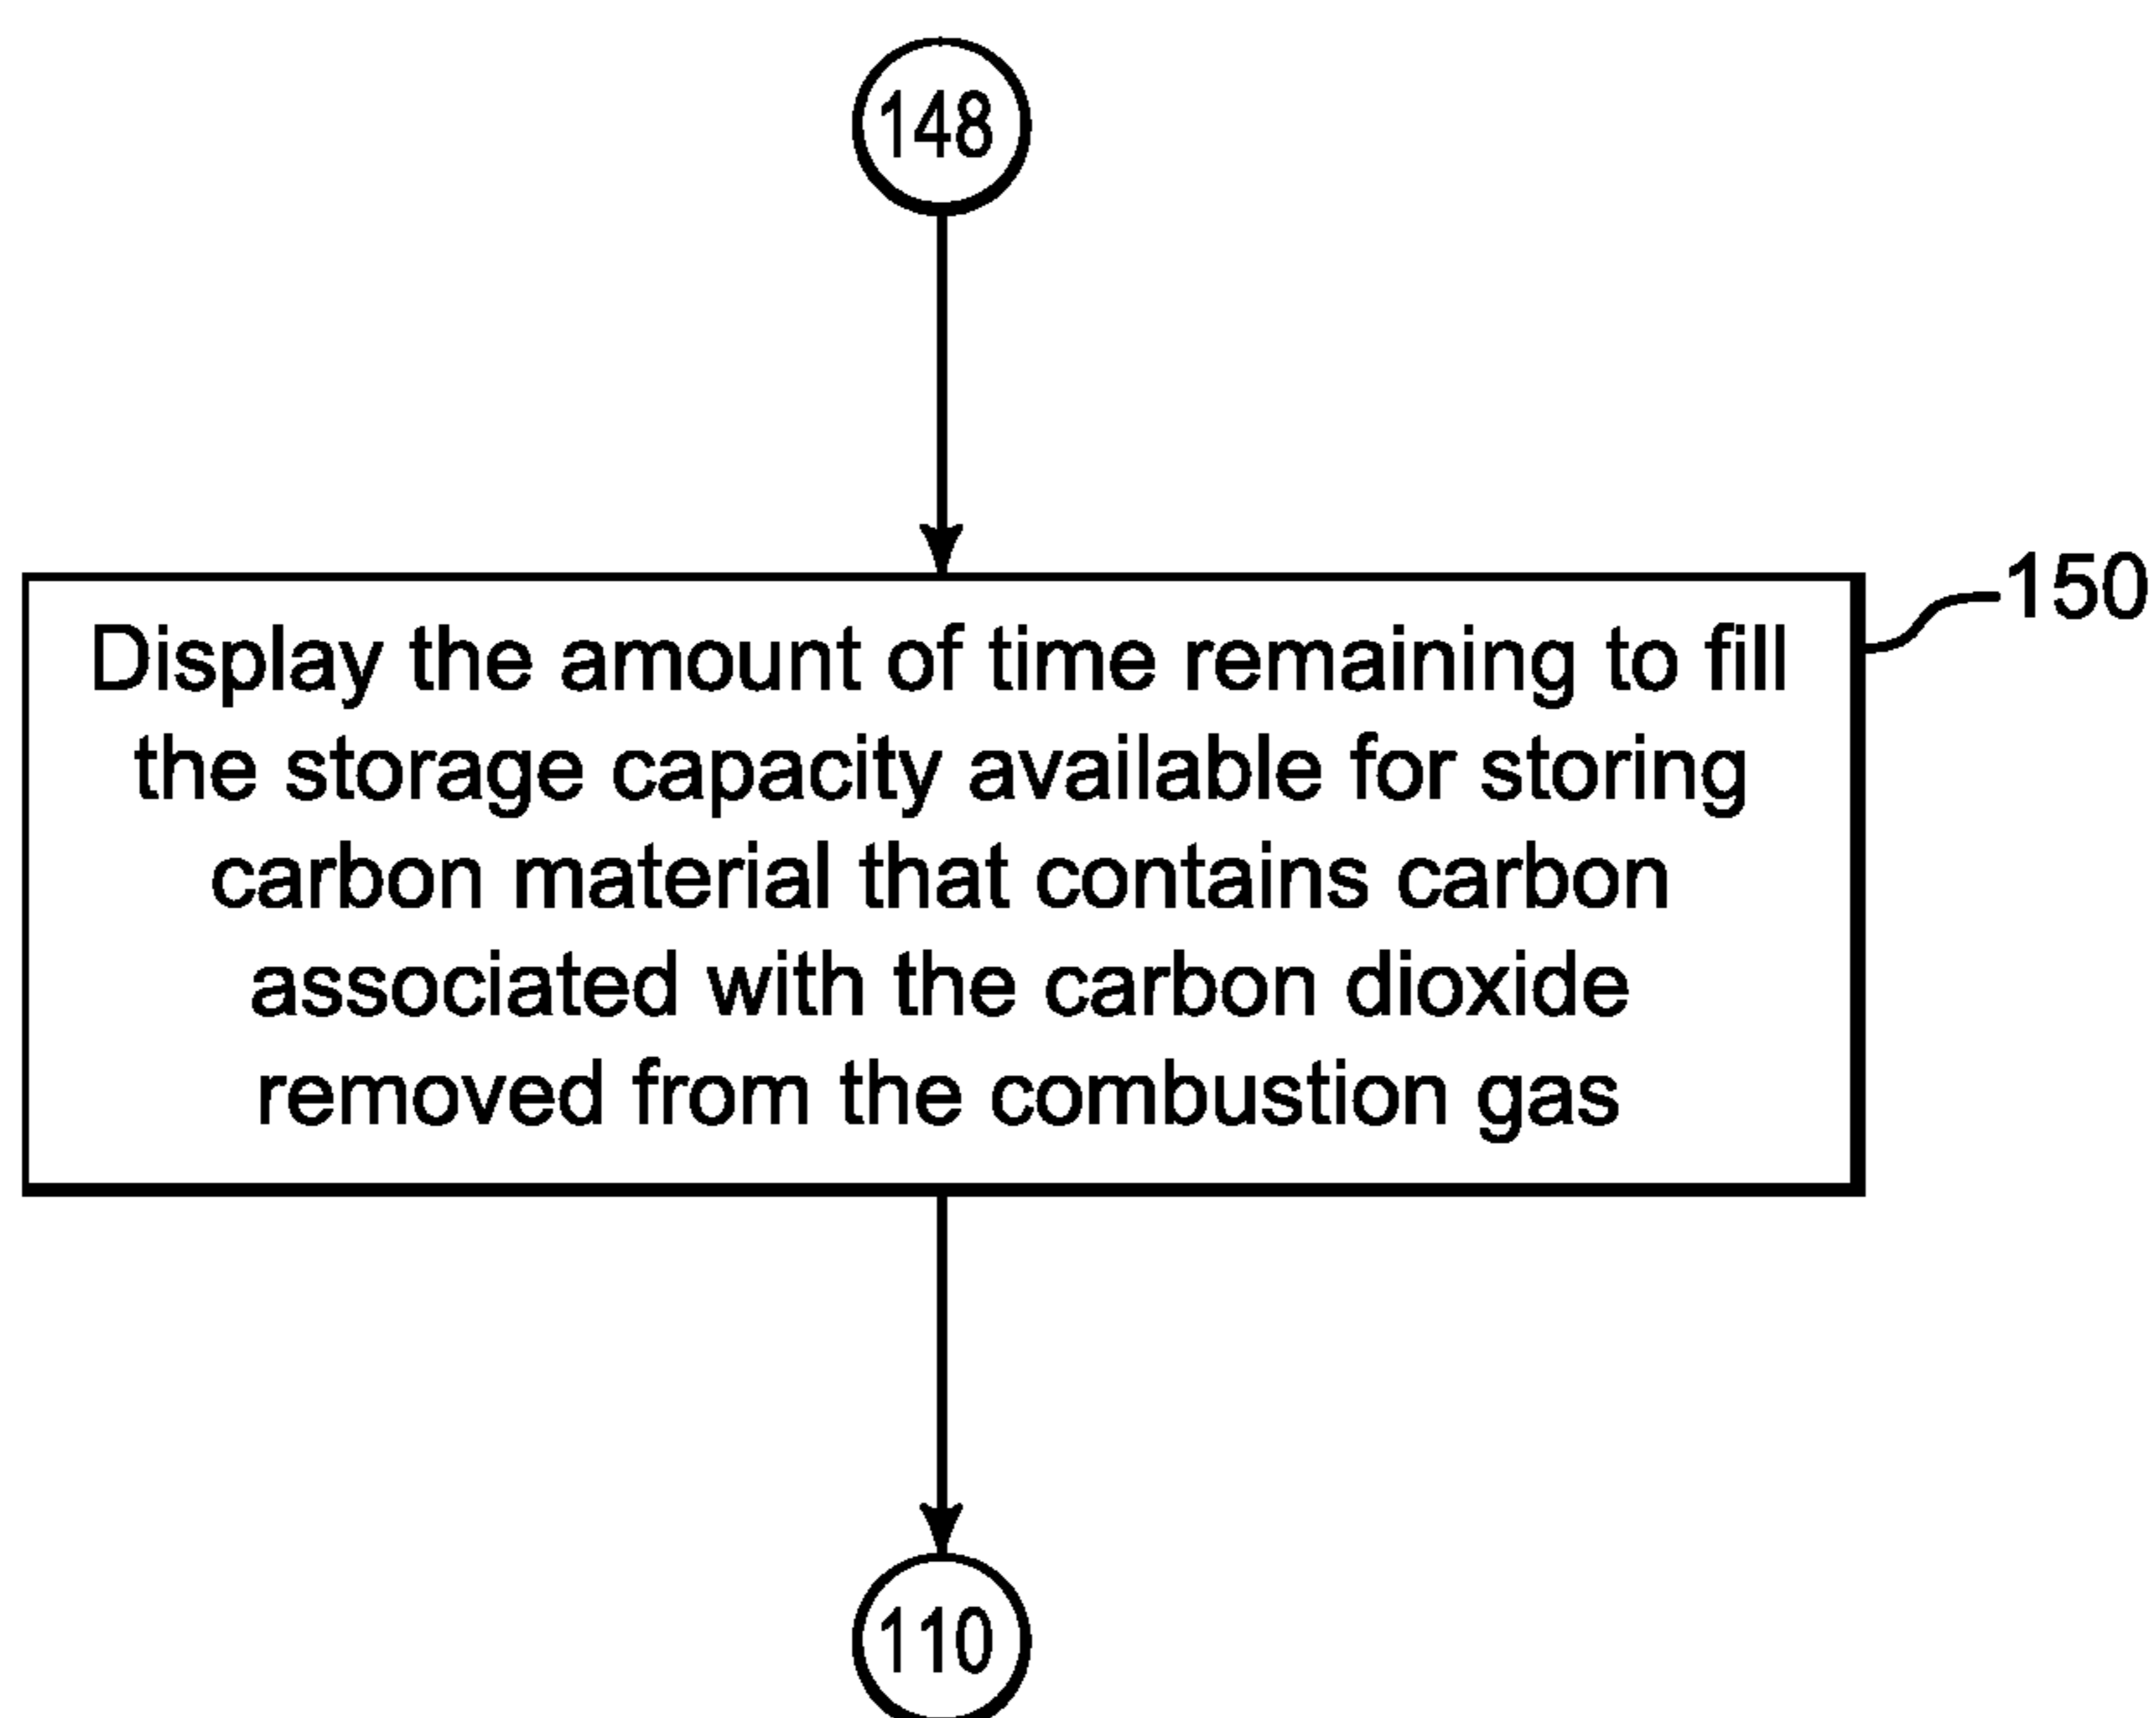 148
150
Display the amount of time remaining to fill
the storage capacity available for storing
carbon material that contains carbon
associated with the carbon dioxide
removed from the combustion gas
110